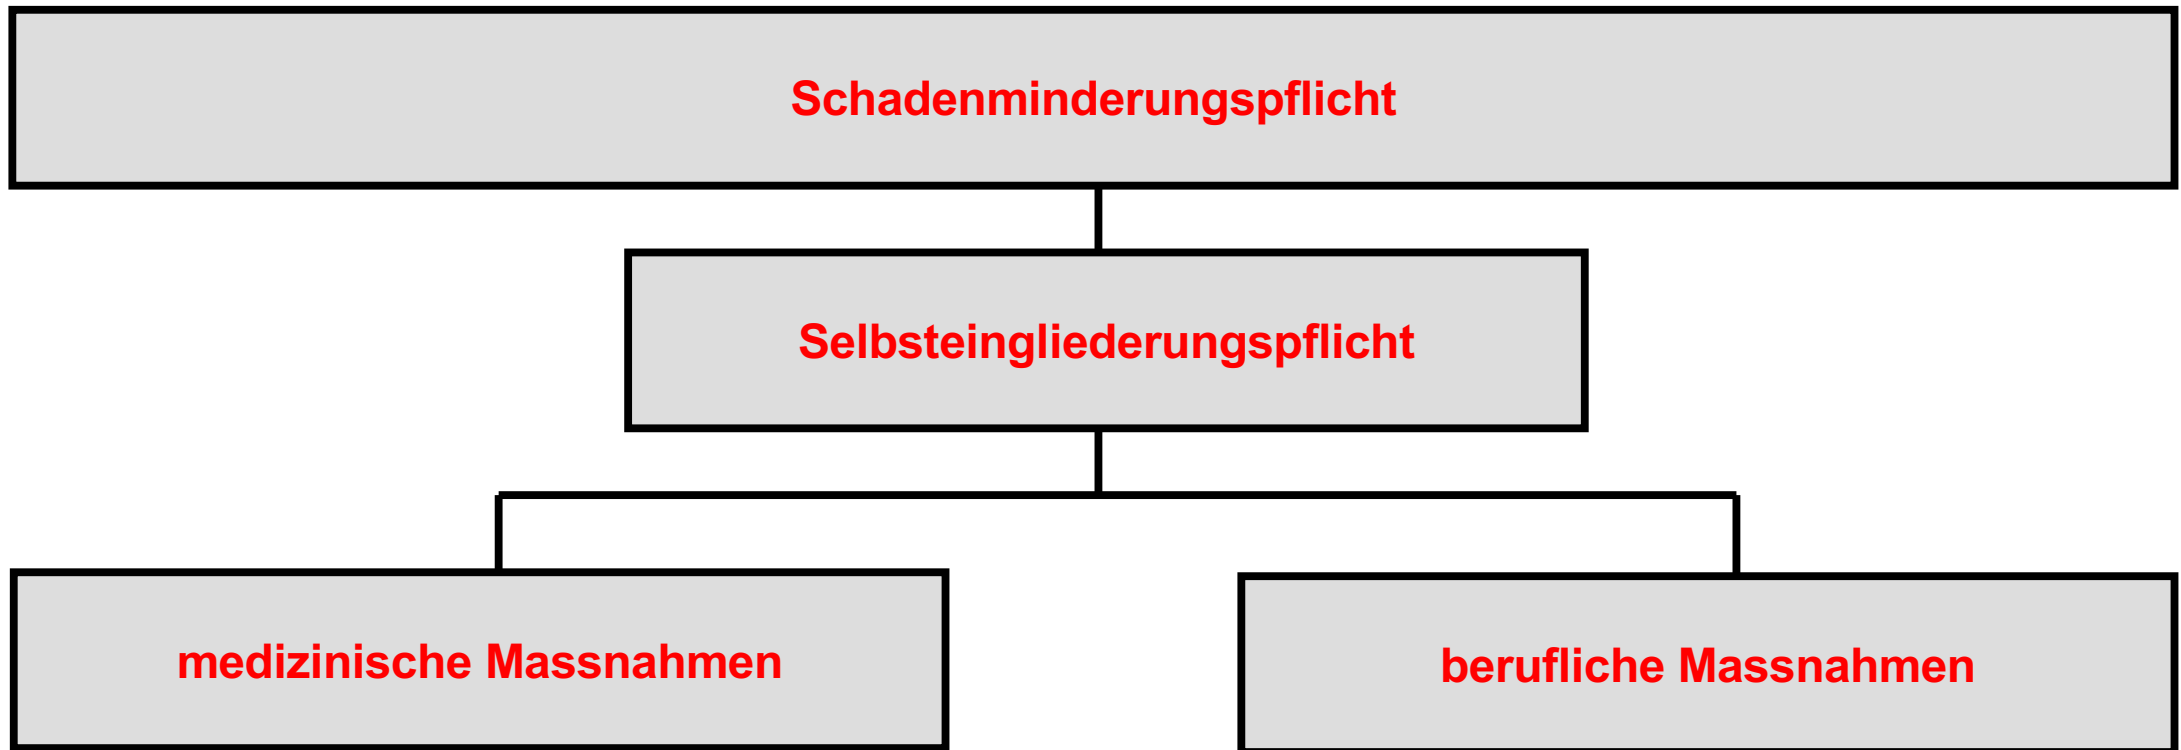 Schadenminderungspflicht
Selbsteingliederungspflicht
medizinische Massnahmen
berufliche Massnahmen